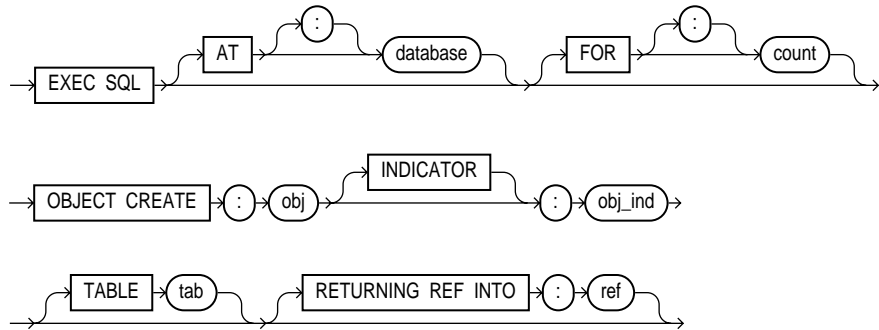 AT : database FOR : count
EXEC SQL
INDICATOR
OBJECT CREATE : obj : obj_ind
TABLE tab RETURNING REF INTO : ref